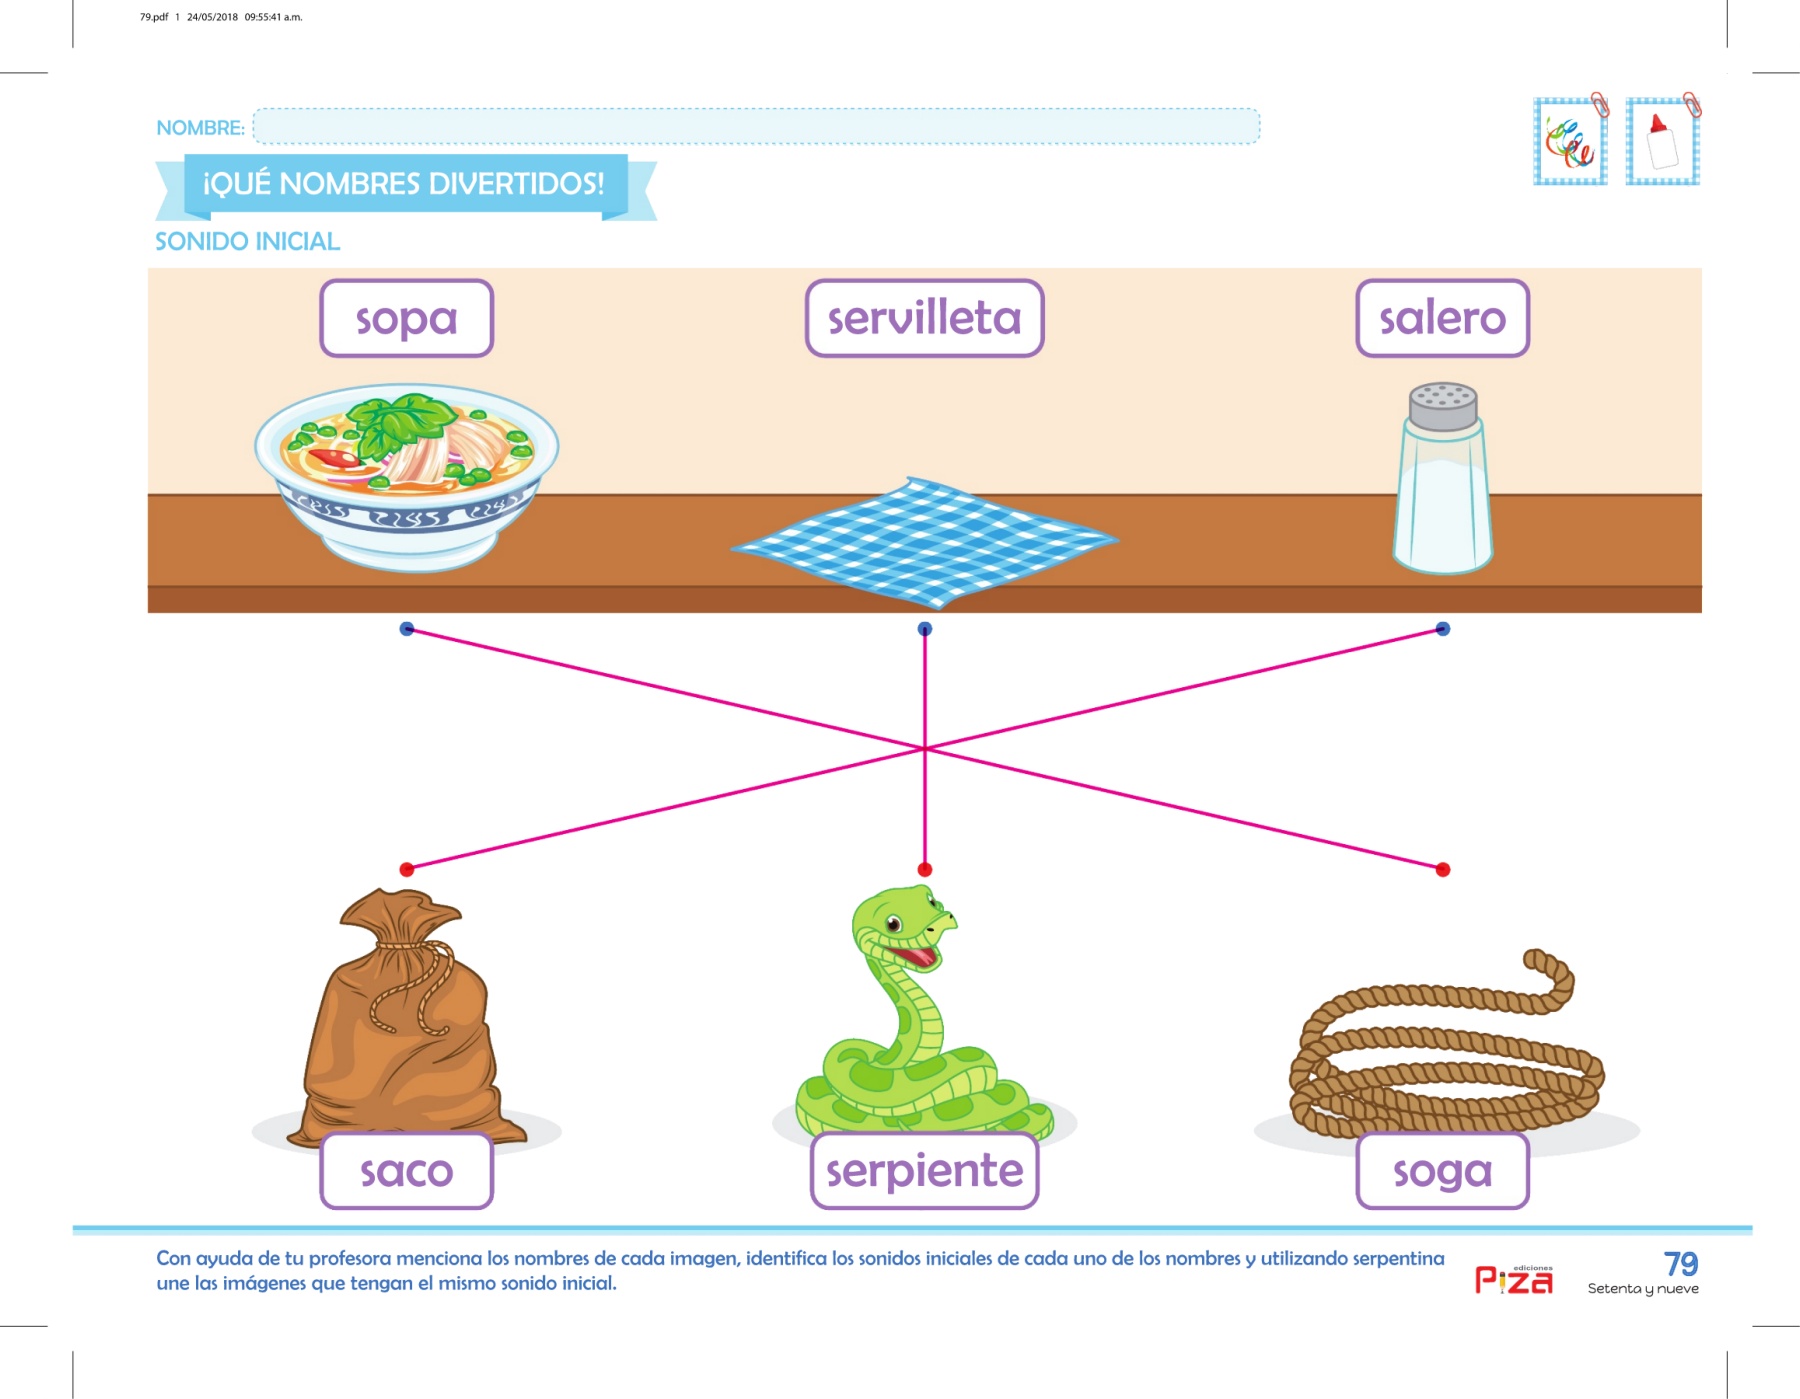 79.pdf 1 24/05/2018 09:55:41 a.m.
NOMBRE:
¡QUÉ NOMBRES DIVERTIDOS!
SONIDO INICIAL
sopa
servilleta
salero
saco
serpiente
soga
Con ayuda de tu profesora menciona los nombres de cada imagen, identifica los sonidos iniciales de cada uno de los nombres y utilizando serpentina
une las imágenes que tengan el mismo sonido inicial.
ediciones
Piza
79
Setenta y nueve